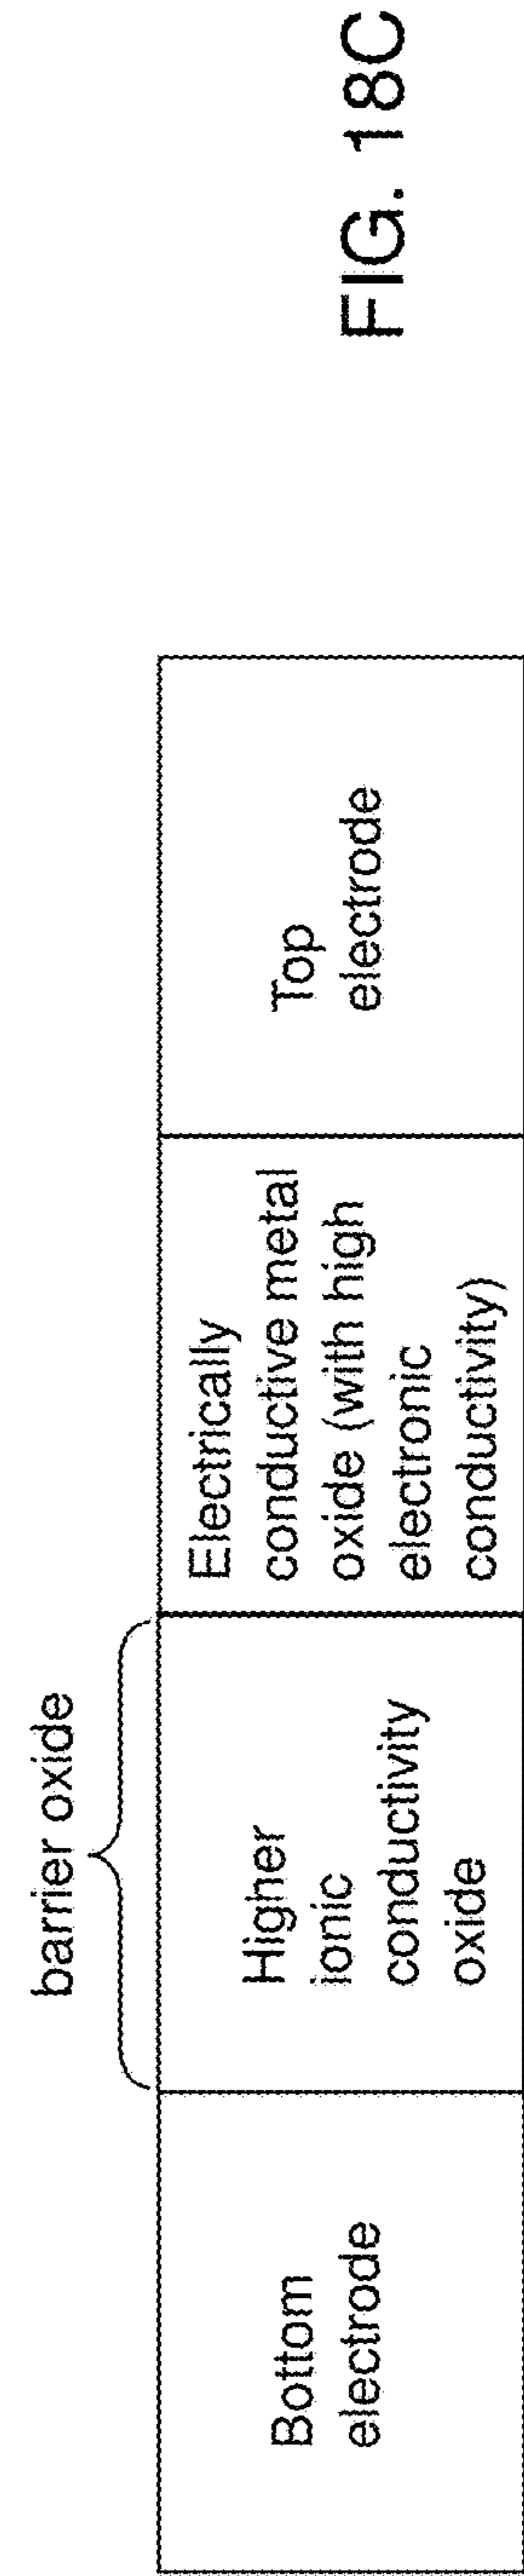 barrier oxide
Bottom
electrode
Higher
ionic
conductivity
oxide
Electrically
conductive metal
oxide (with high
electronic
conductivity)
Top
electrode
FIG. 18C